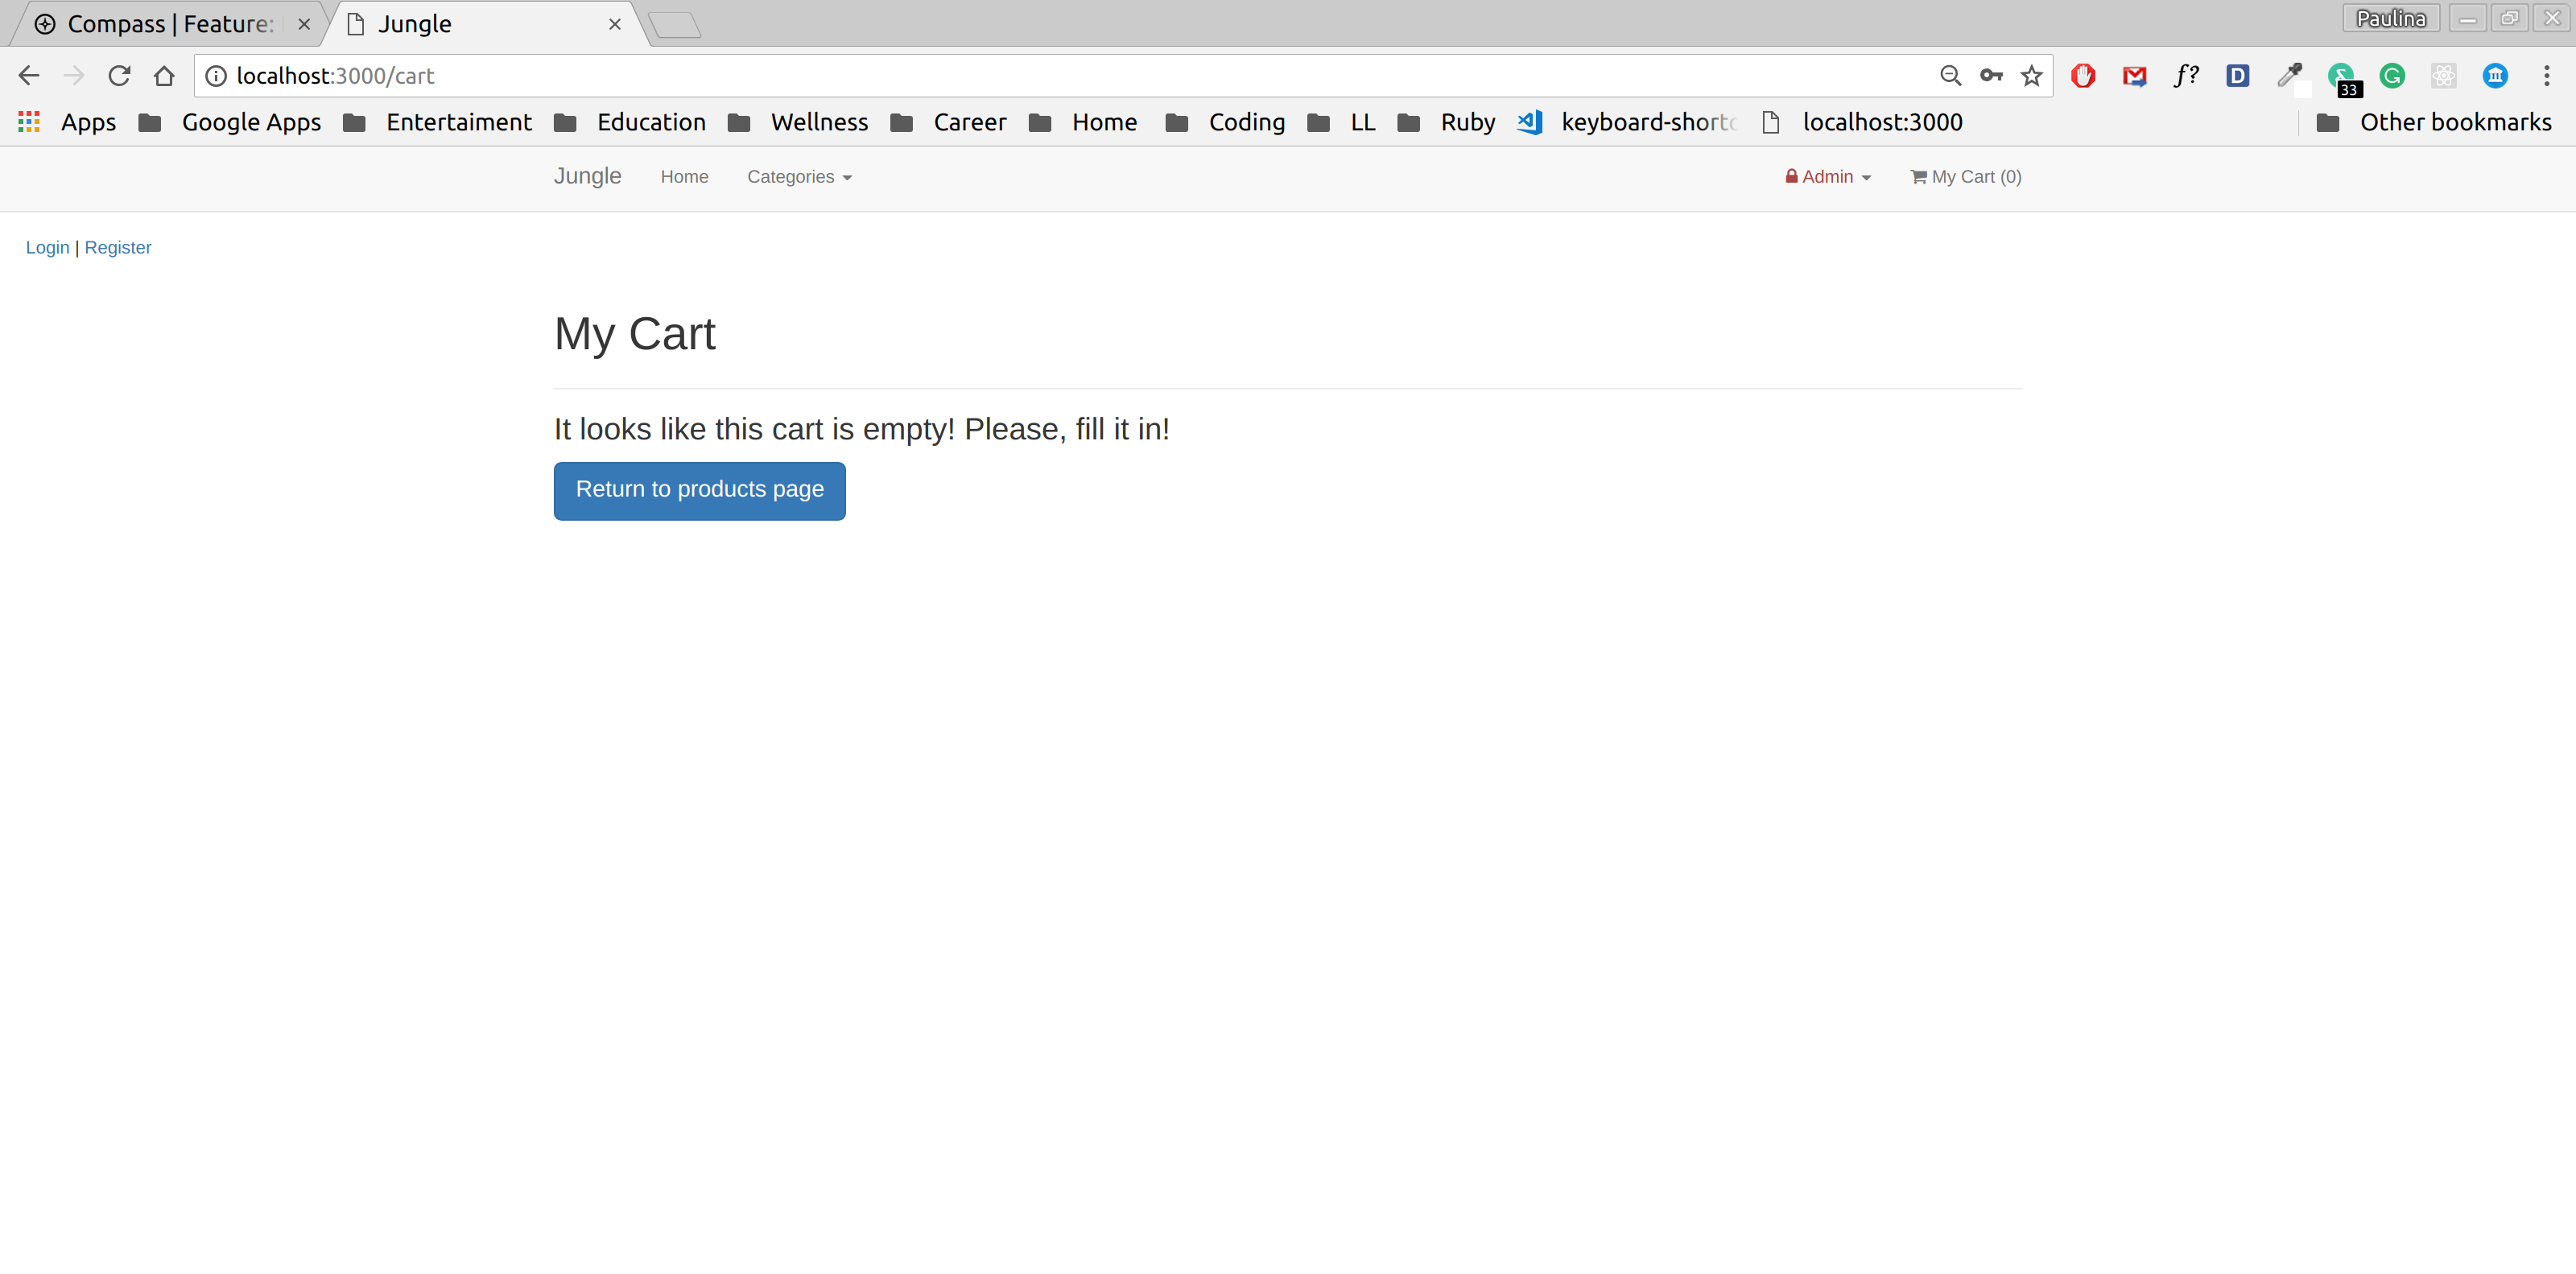 Compass | Feature:
Jungle
Paulina
localhost:3000/cart
f?
D
33
G
Apps Google Apps Entertaiment Education Wellness Career Home Coding LL Ruby keyboard-shortc localhost:3000 Other bookmarks
Jungle Home Categories Admin My Cart (0)
Login | Register
My Cart
It looks like this cart is empty! Please, fill it in!
Return to products page